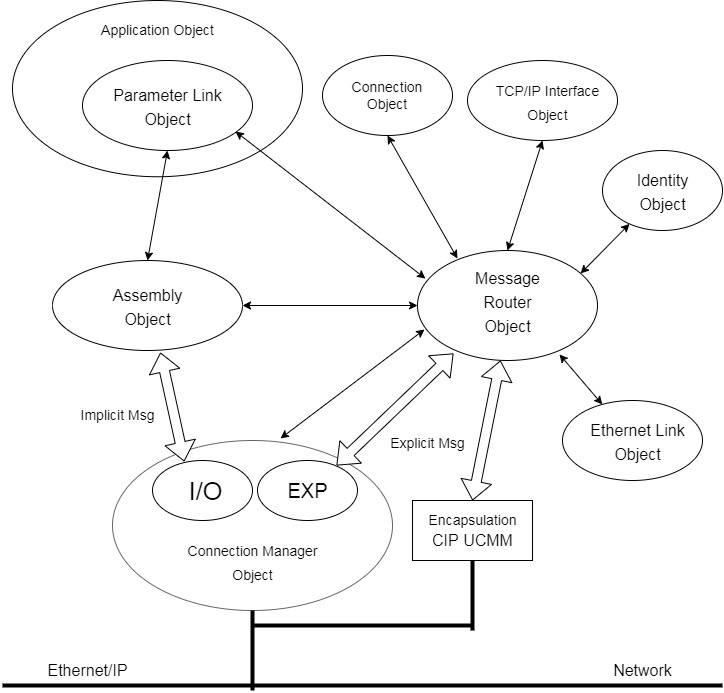 Application Object
Parameter Link
Object
Connection
Object
TCP/IP Interface
Object
Identity
Object
Message
Router
Object
Assembly
Object
Implicit Msg
Explicit Msg
Ethernet Link
Object
I/O
EXP
Connection Manager
Object
Encapsulation
CIP UCMM
Ethernet/IP
Network